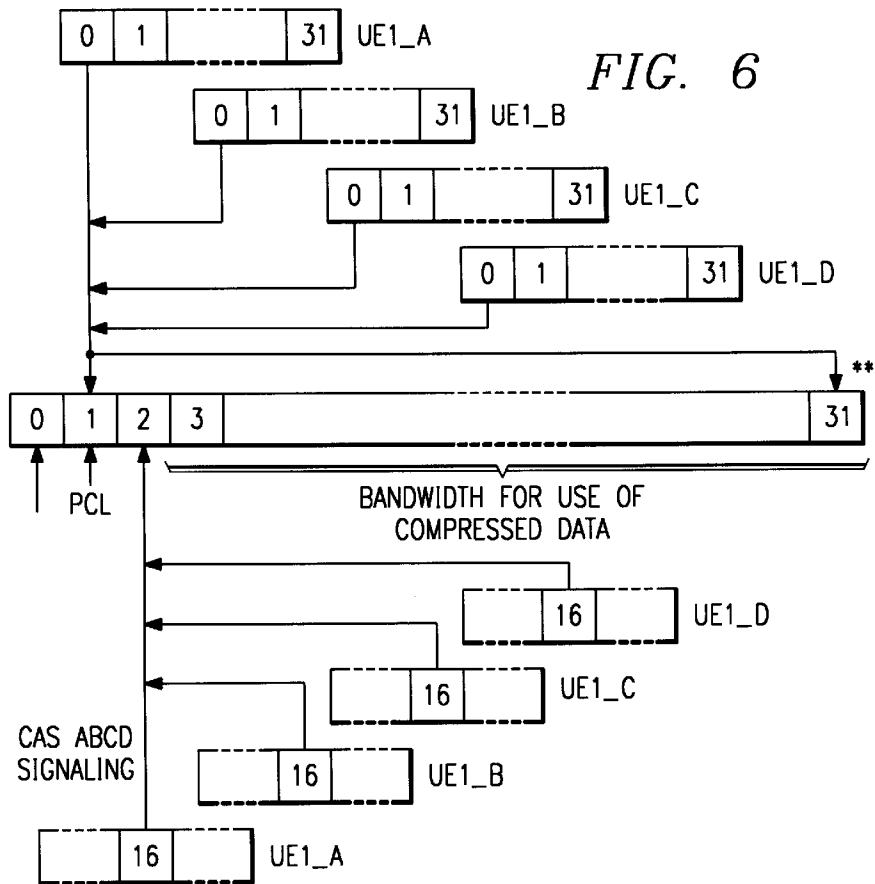 0 1 31 UE1_A
FIG. 6
0 1 31 UE1_B
0 1 31 UE1_C
0 1 31 UE1_D
**
0 1 2 3 31
PCL
BANDWIDTH FOR USE OF
COMPRESSED DATA
16 UE1_D
16 UE1_C
CAS ABCD
SIGNALING
16 UE1_B
16 UE1_A